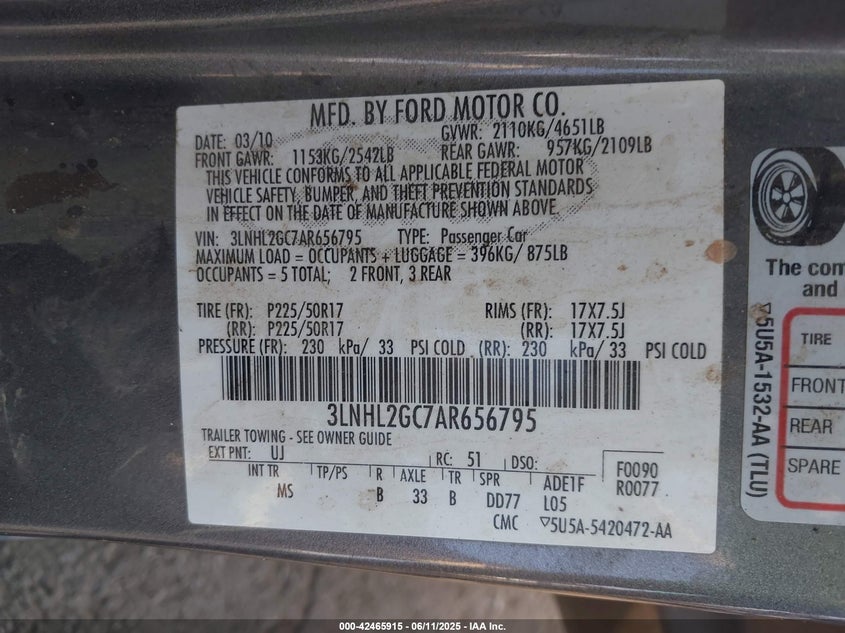 MFD. BY FORD MOTOR CO.
DATE: 03/10 GVWR: 2110KG/4651LB
FRONT GAWR: 1153KG/2542LB REAR GAWR: 957KG/2109LB
THIS VEHICLE CONFORMS TO ALL APPLICABLE FEDERAL MOTOR
VEHICLE SAFETY, BUMPER, AND THEFT PREVENTION STANDARDS
IN EFFECT ON THE DATE OF MANUFACTURE SHOWN ABOVE.
VIN: 3LNHL2GC7AR656795 TYPE: Passenger Car
MAXIMUM LOAD = OCCUPANTS + LUGGAGE = 396KG/ 875LB
OCCUPANTS = 5 TOTAL; 2 FRONT, 3 REAR
TIRE (FR): P225/50R17 RIMS (FR): 17X7.5J
(RR): P225/50R17 (RR): 17X7.5J
PRESSURE (FR): 230 kPa/ 33 PSI COLD (RR): 230 kPa/ 33 PSI COLD
3LNHL2GC7AR656795
TRAILER TOWING - SEE OWNER GUIDE
EXT PNT: UJ RC: 51 DSO: F0090
INT TR TP/PS R AXLE TR SPR ADE1F R0077
MS B 33 B DD77 L05
CMC ▽5U5A-5420472-AA
The com
and
▽5U5A-1532-AA (TLU)
TIRE
FRONT
REAR
SPARE
000-42465915 - 06/11/2025 - IAA Inc.